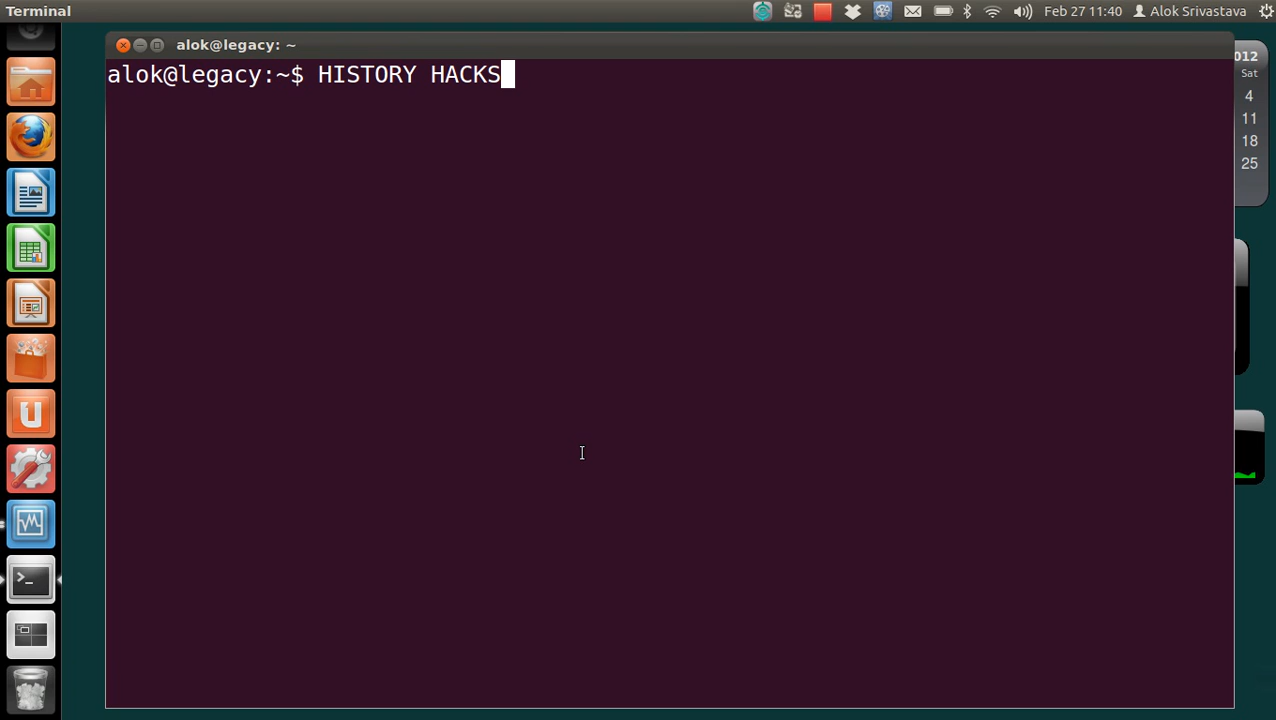 Terminal
Feb 27 11:40
Alok Srivastava
alok@legacy: ~
alok@legacy:~$ HISTORY HACKS
012
Sat
4
11
18
25